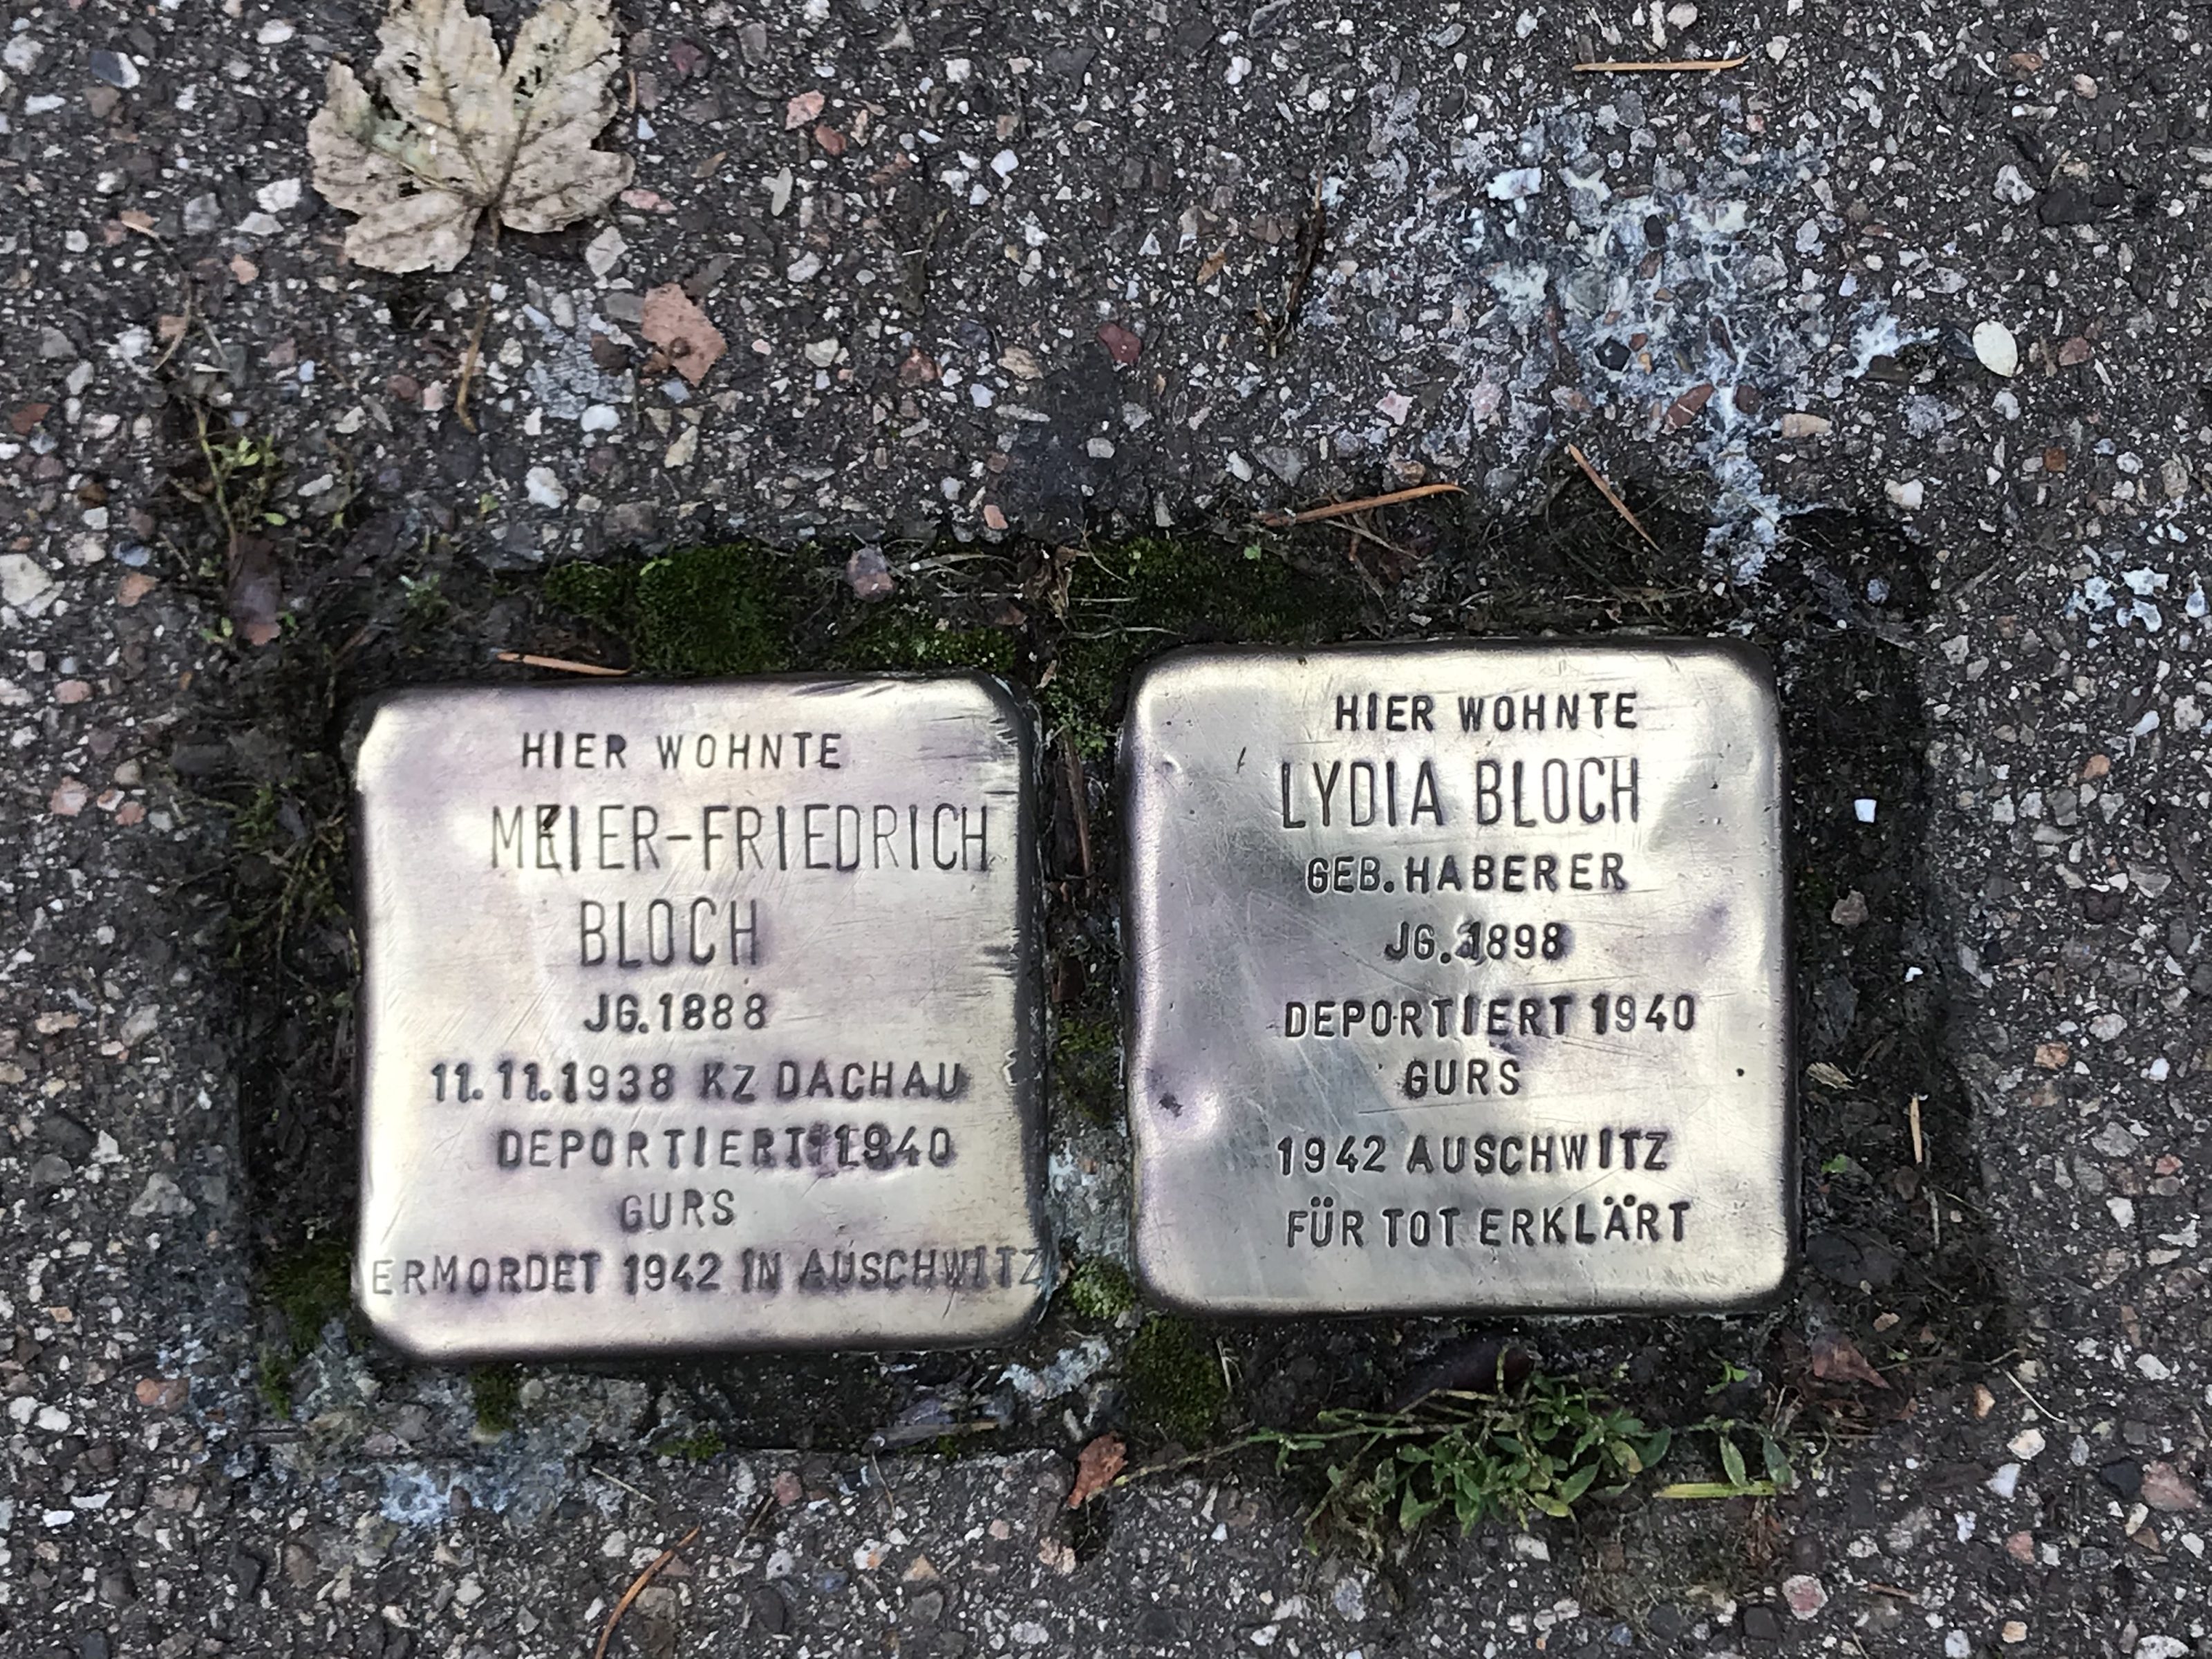 HIER WOHNTE
MEIER-FRIEDRICH
BLOCH
JG. 1888
11.11.1938 KZ DACHAU
DEPORTIERT 1940
GURS
ERMORDET 1942 IN AUSCHWITZ
HIER WOHNTE
LYDIA BLOCH
GEB. HABERER
JG. 1898
DEPORTIERT 1940
GURS
1942 AUSCHWITZ
FÜR TOT ERKLÄRT